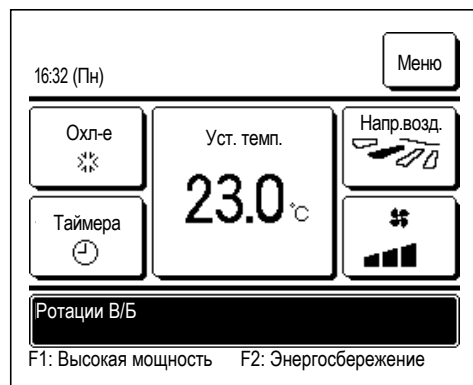 16:32 (Пн)
Меню
Охл-е
Уст. темп.
Напр.возд.
23.0 °C
Таймера
Ротации В/Б
F1: Высокая мощность F2: Энергосбережение